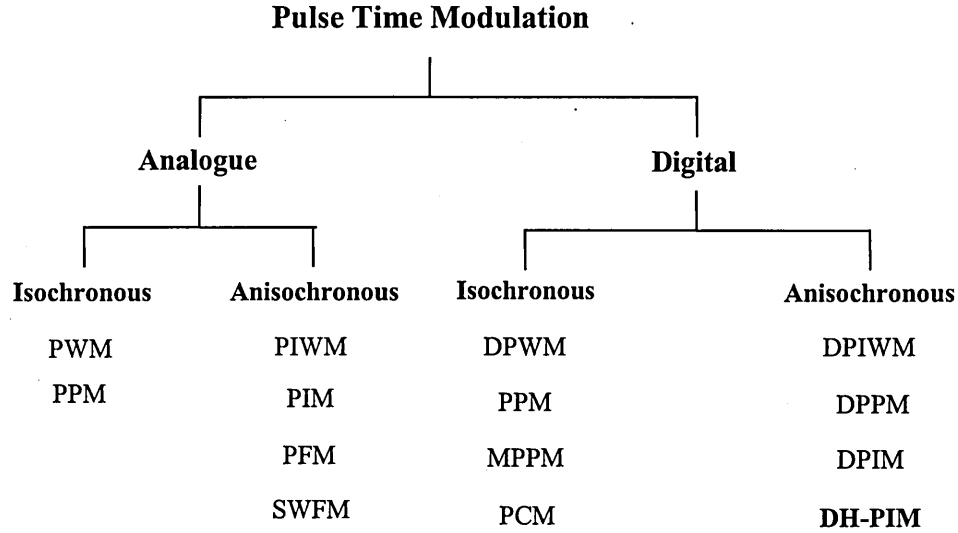 Pulse Time Modulation
Analogue
Digital
Isochronous
Anisochronous
Isochronous
Anisochronous
PWM
PIWM
DPWM
DPIWM
PPM
PIM
PPM
DPPM
PFM
MPPM
DPIM
SWFM
PCM
DH-PIM